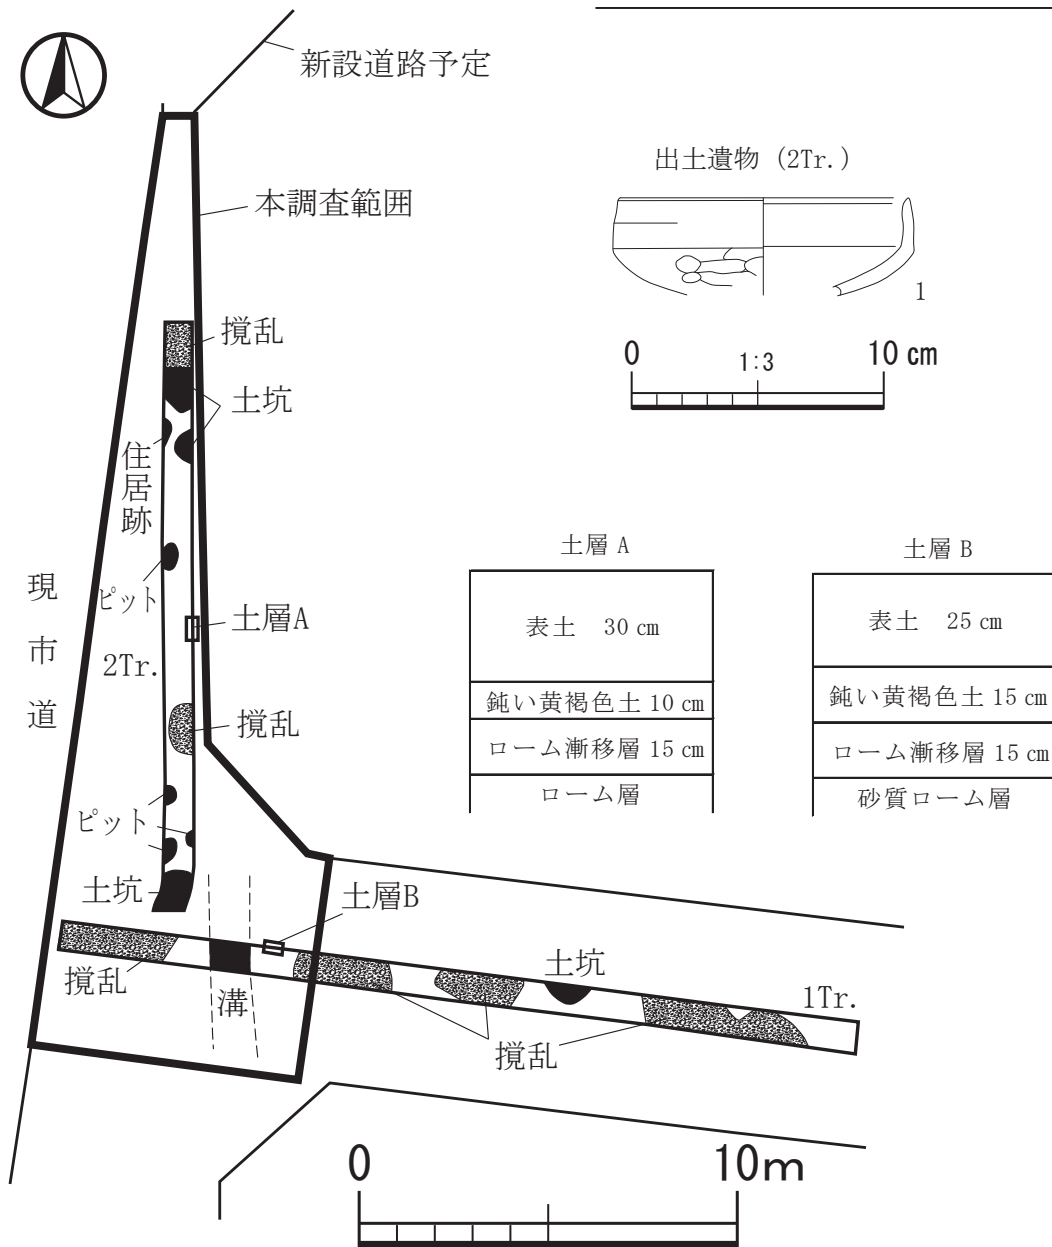 新設道路予定
出土遺物（2Tr.）
本調査範囲
1
攪乱
0 1:3 10 cm
土坑
住居跡
土層 A
表土 30 cm
鈍い黄褐色土 10 cm
ローム漸移層 15 cm
ローム層
土層 B
表土 25 cm
鈍い黄褐色土 15 cm
ローム漸移層 15 cm
砂質ローム層
現市道
ピット
土層A
2Tr.
攪乱
ピット
土坑
土層B
攪乱
溝
土坑
1Tr.
攪乱
0 10m